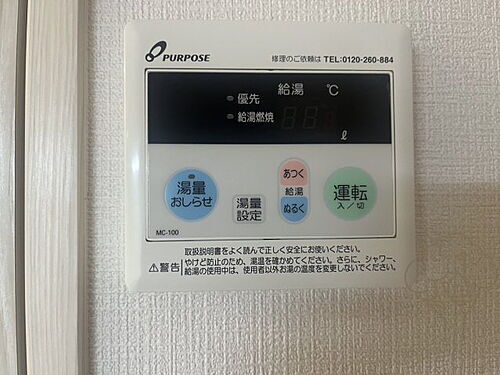 PURPOSE
修理のご依頼は TEL:0120-260-884
給湯 ℃
優先
給湯燃焼
ℓ
湯量
おしらせ
湯量
設定
あつく
給湯
ぬるく
運転
入／切
MC-100
取扱説明書をよく読んで正しく安全にお使いください。
⚠警告 やけど防止のため、湯温を確かめてください。さらに、シャワー、
給湯の使用中は、使用者以外お湯の温度を変更しないでください。